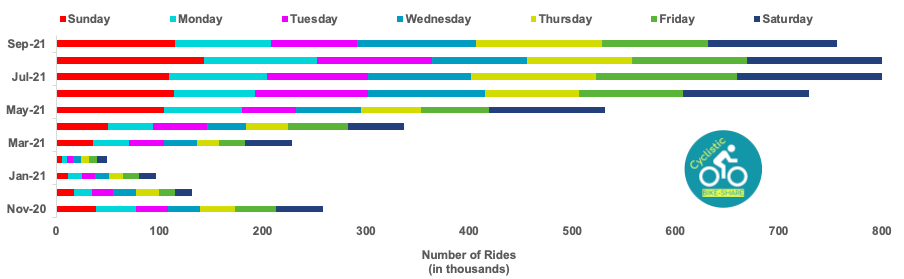 Sunday Monday Tuesday Wednesday Thursday Friday Saturday
Sep-21
Jul-21
May-21
Mar-21
Jan-21
Nov-20
Cyclistic
BIKE-SHARE
0 100 200 300 400 500 600 700 800
Number of Rides
(in thousands)